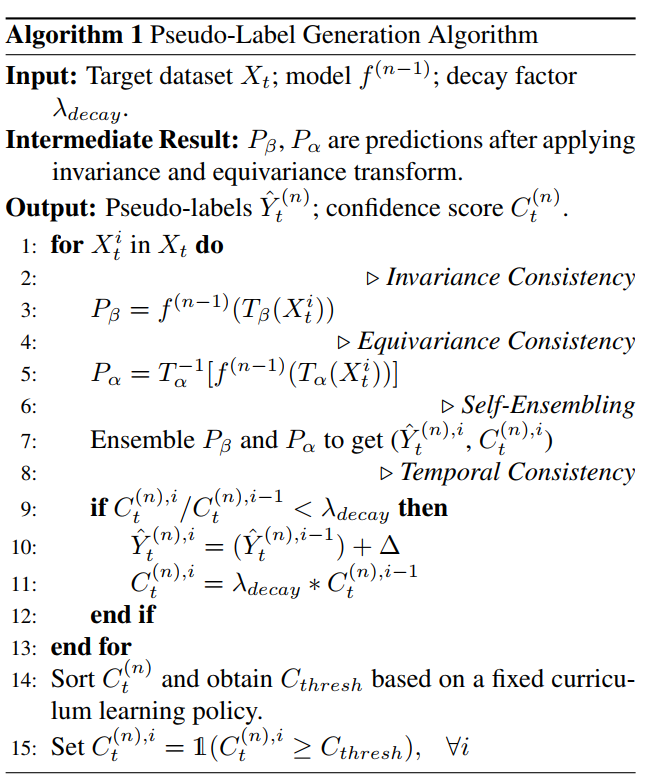 Algorithm 1 Pseudo-Label Generation Algorithm
Input: Target dataset $X_t$; model $f^{(n-1)}$; decay factor
$\lambda_{decay}$.
Intermediate Result: $P_\beta$, $P_\alpha$ are predictions after applying
invariance and equivariance transform.
Output: Pseudo-labels $\hat{Y}_t^{(n)}$; confidence score $C_t^{(n)}$.
1: for $X_t^i$ in $X_t$ do
2: ▷ Invariance Consistency
3: $P_\beta = f^{(n-1)}(T_\beta(X_t^i))$
4: ▷ Equivariance Consistency
5: $P_\alpha = T_\alpha^{-1}[f^{(n-1)}(T_\alpha(X_t^i))]$
6: ▷ Self-Ensembling
7: Ensemble $P_\beta$ and $P_\alpha$ to get $(\hat{Y}_t^{(n),i}, C_t^{(n),i})$
8: ▷ Temporal Consistency
9: if $C_t^{(n),i}/C_t^{(n),i-1} < \lambda_{decay}$ then
10: $\hat{Y}_t^{(n),i} = (\hat{Y}_t^{(n),i-1}) + \Delta$
11: $C_t^{(n),i} = \lambda_{decay} * C_t^{(n),i-1}$
12: end if
13: end for
14: Sort $C_t^{(n)}$ and obtain $C_{thresh}$ based on a fixed curricu-
lum learning policy.
15: Set $C_t^{(n),i} = \mathbb{1}(C_t^{(n),i} \geq C_{thresh}), \quad \forall i$